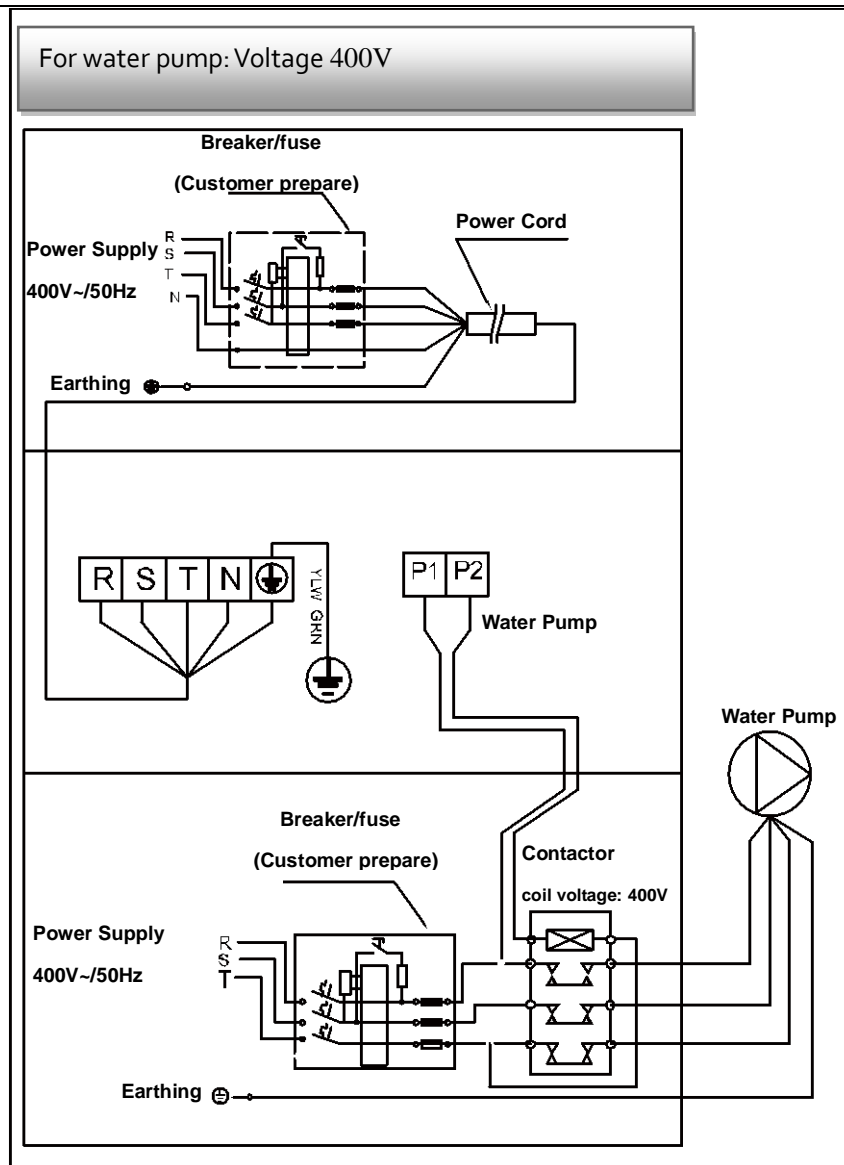 For water pump: Voltage 400V
Breaker/fuse
(Customer prepare)
Power Cord
Power Supply
400V~/50Hz
R
S
T
N
Earthing
R S T N
YLW GRN
P1 P2
Water Pump
Water Pump
Breaker/fuse
(Customer prepare)
Contactor
coil voltage: 400V
Power Supply
400V~/50Hz
R
S
T
Earthing